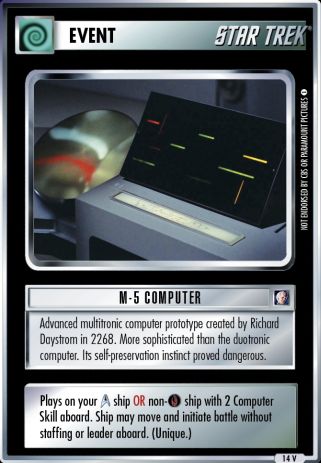 EVENT
STAR TREK®
NOT ENDORSED BY CBS OR PARAMOUNT PICTURES
M-5 COMPUTER
Advanced multitronic computer prototype created by Richard
Daystrom in 2268. More sophisticated than the duotronic
computer. Its self-preservation instinct proved dangerous.
Plays on your ship OR non- ship with 2 Computer
Skill aboard. Ship may move and initiate battle without
staffing or leader aboard. (Unique.)
14 V